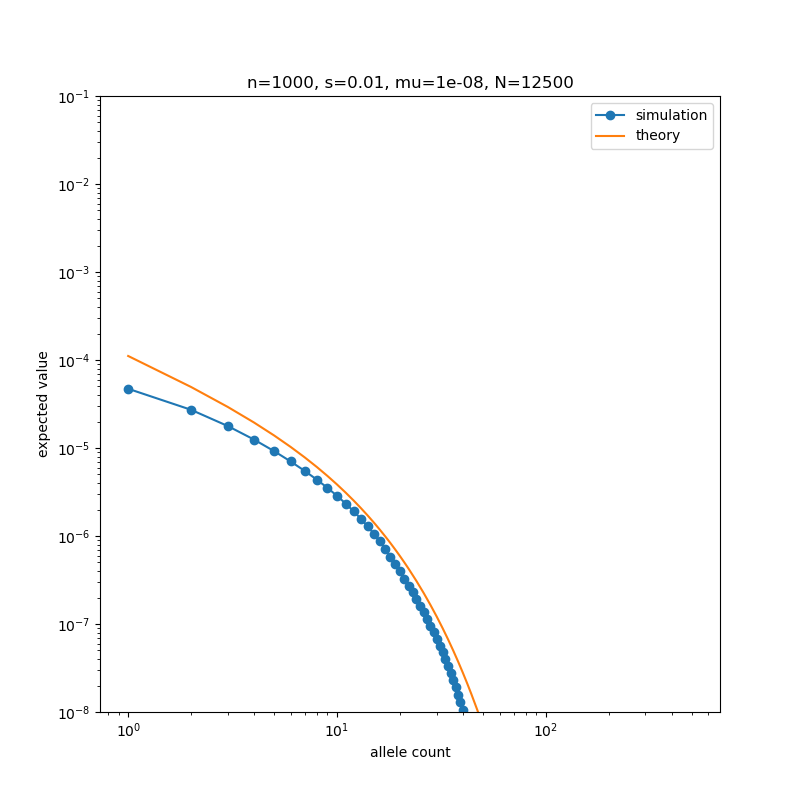 n=1000, s=0.01, mu=1e-08, N=12500
simulation
theory
10⁻¹
10⁻²
10⁻³
10⁻⁴
10⁻⁵
10⁻⁶
10⁻⁷
10⁻⁸
expected value
10⁰ 10¹ 10²
allele count